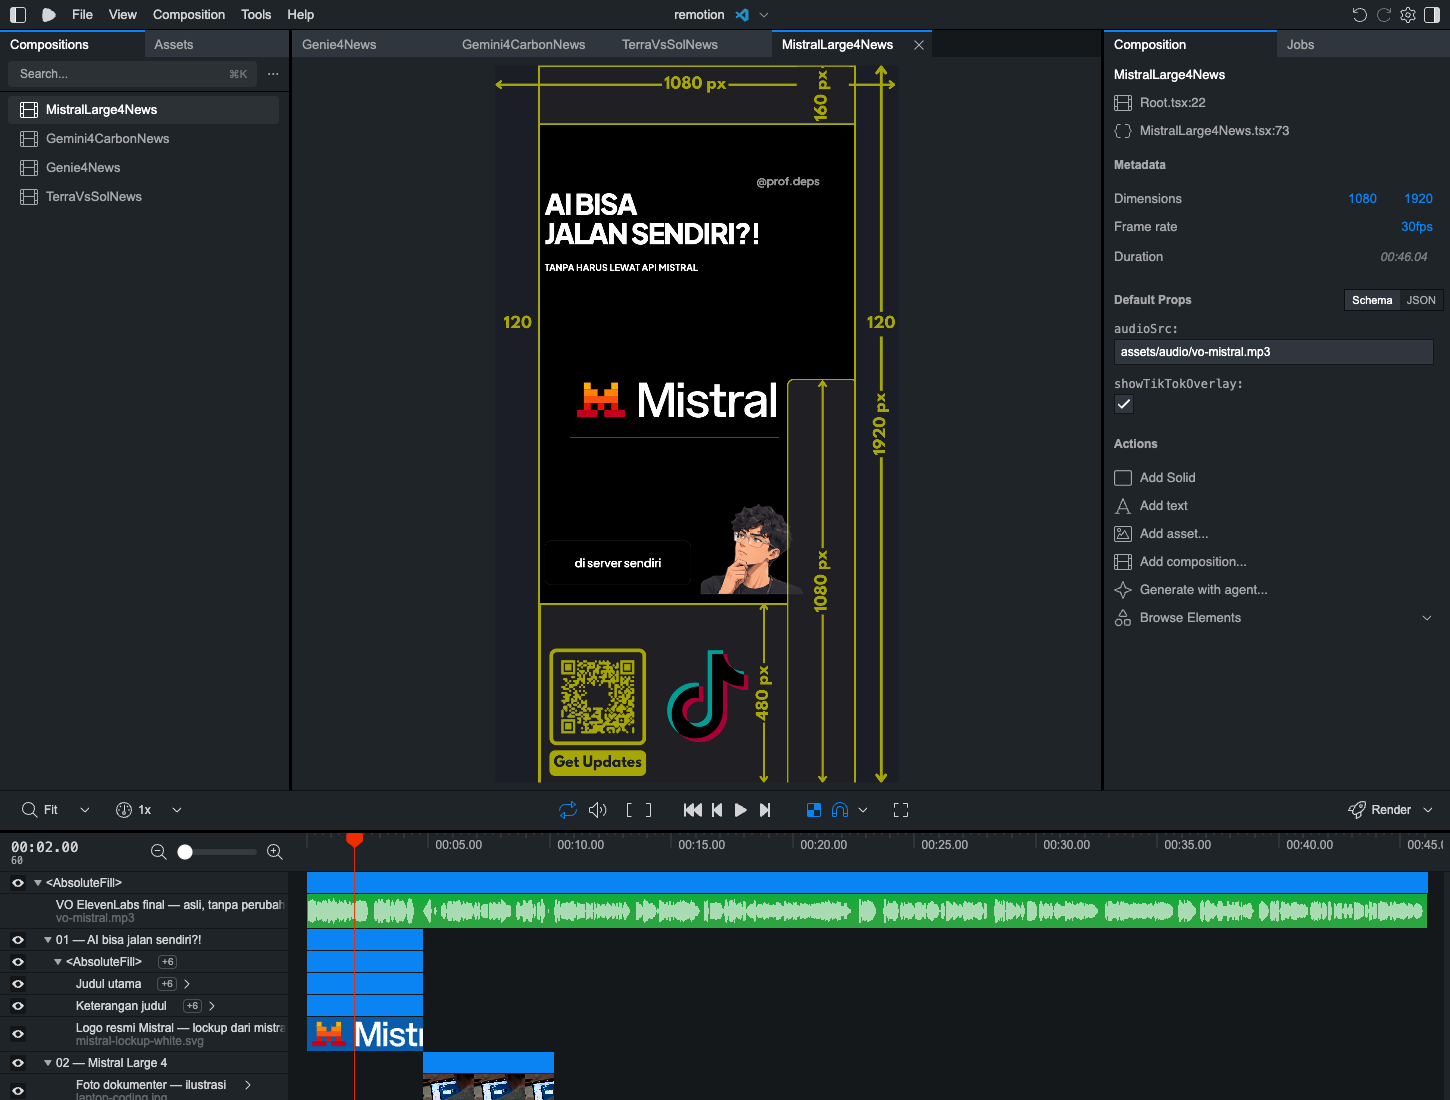 File View Composition Tools Help
remotion
Compositions
Assets
Search...
⌘K
MistralLarge4News
Gemini4CarbonNews
Genie4News
TerraVsSolNews
Genie4News
Gemini4CarbonNews
TerraVsSolNews
MistralLarge4News
1080 px
160 px
@prof.deps
AI BISA
JALAN SENDIRI?!
TANPA HARUS LEWAT API MISTRAL
120
120
1920 px
Mistral
di server sendiri
1080 px
480 px
Get Updates
Composition
Jobs
MistralLarge4News
Root.tsx:22
MistralLarge4News.tsx:73
Metadata
Dimensions 1080 1920
Frame rate 30fps
Duration 00:46.04
Default Props Schema JSON
audioSrc:
assets/audio/vo-mistral.mp3
showTikTokOverlay:
Actions
Add Solid
Add text
Add asset...
Add composition...
Generate with agent...
Browse Elements
Fit
1x
Render
00:02.00
60
00:05.00 00:10.00 00:15.00 00:20.00 00:25.00 00:30.00 00:35.00 00:40.00 00:45.0
<AbsoluteFill>
VO ElevenLabs final — asli, tanpa perubah
vo-mistral.mp3
01 — AI bisa jalan sendiri?!
<AbsoluteFill> +6
Judul utama +6
Keterangan judul +6
Logo resmi Mistral — lockup dari mistra
mistral-lockup-white.svg
Mistr
02 — Mistral Large 4
Foto dokumenter — ilustrasi
laptop-coding.jpg